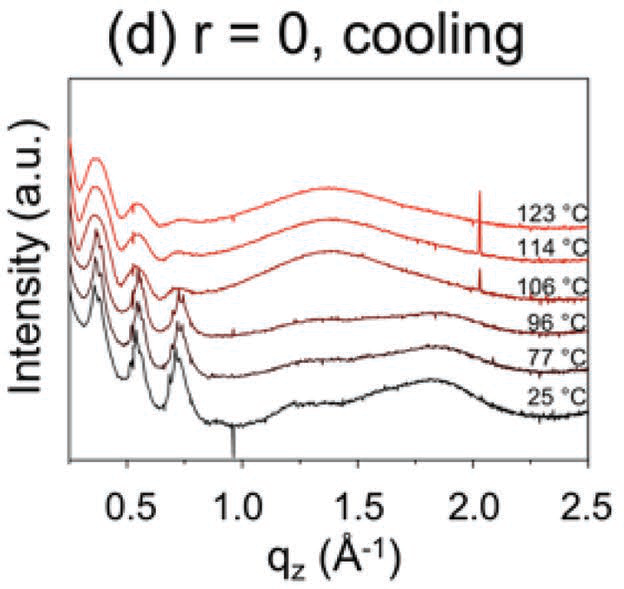 (d) r = 0, cooling
Intensity (a.u.)
123 °C
114 °C
106 °C
96 °C
77 °C
25 °C
0.5 1.0 1.5 2.0 2.5
qz (Å-1)